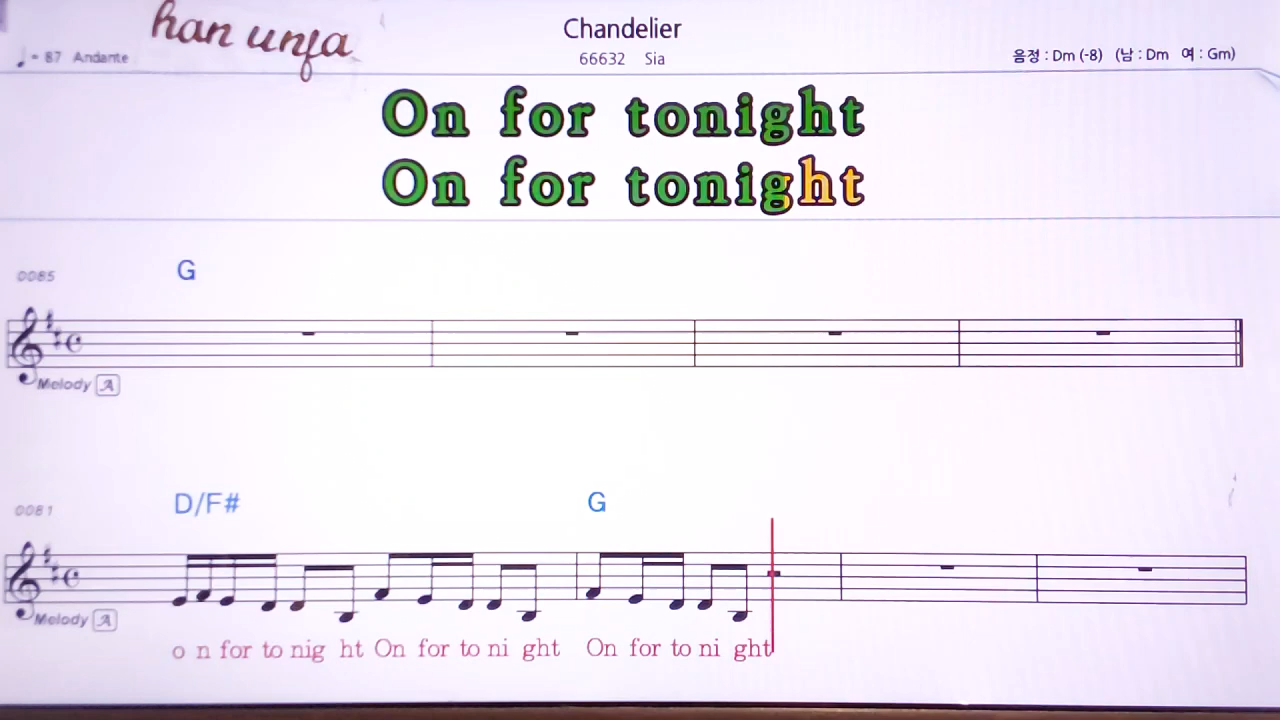 han unja
Chandelier
♩ = 87 Andante
66632 Sia
음정 : Dm (-8) (남 : Dm 여 : Gm)
On for tonight
On for tonight
0085
G
Melody A
0081
D/F# G
Melody A
o n for to nig ht On for to ni ght On for to ni ght